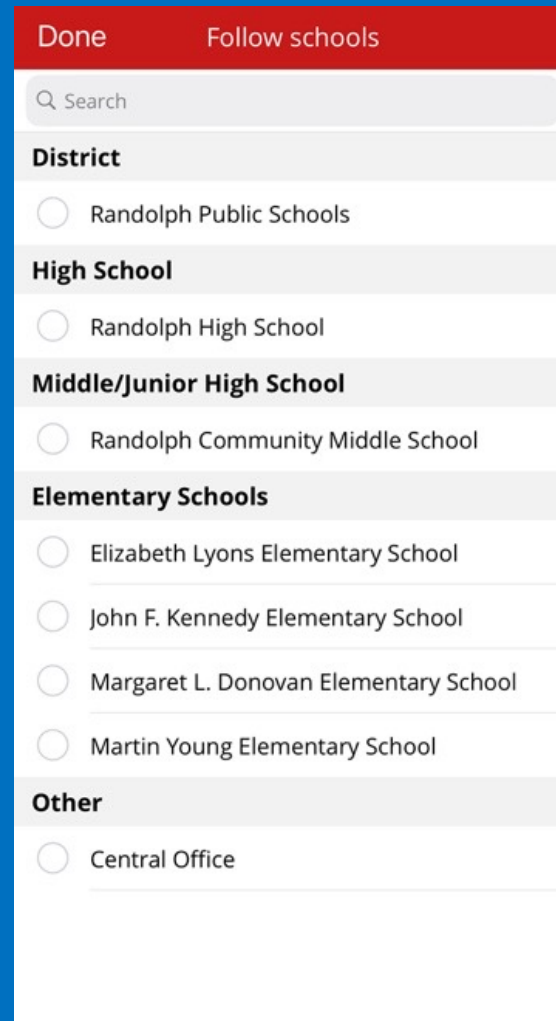 Done Follow schools
Search
District
Randolph Public Schools
High School
Randolph High School
Middle/Junior High School
Randolph Community Middle School
Elementary Schools
Elizabeth Lyons Elementary School
John F. Kennedy Elementary School
Margaret L. Donovan Elementary School
Martin Young Elementary School
Other
Central Office